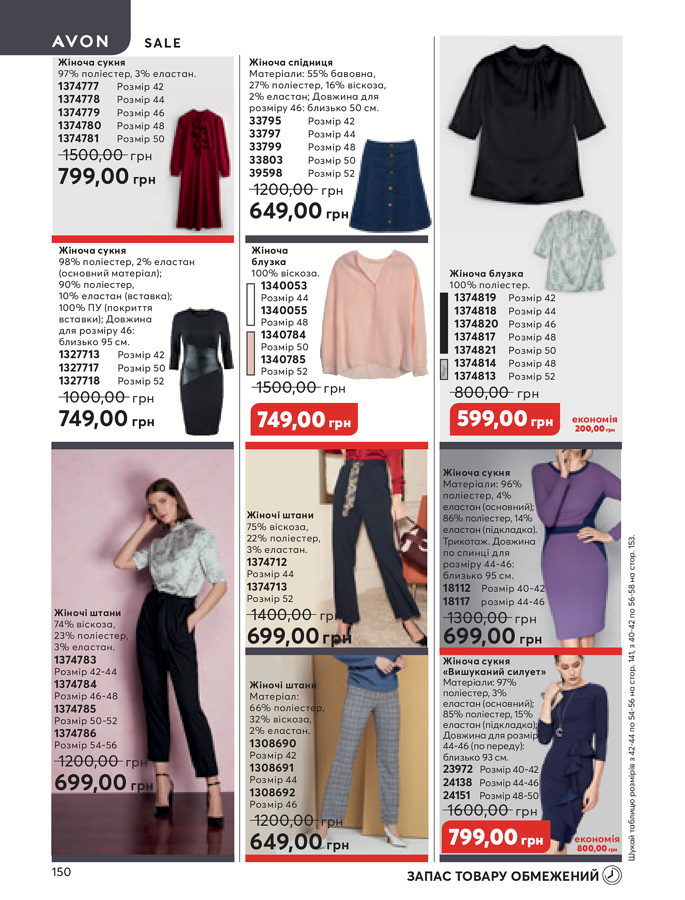 AVON
SALE
Жіноча сукня
97% поліестер, 3% еластан.
1374777 Розмір 42
1374778 Розмір 44
1374779 Розмір 46
1374780 Розмір 48
1374781 Розмір 50
1500,00 грн
799,00 грн
Жіноча спідниця
Матеріали: 55% бавовна,
27% поліестер, 16% віскоза,
2% еластан; Довжина для
розміру 46: близько 50 см.
33795 Розмір 42
33797 Розмір 44
33799 Розмір 48
33803 Розмір 50
39598 Розмір 52
1200,00 грн
649,00 грн
Жіноча сукня
98% поліестер, 2% еластан
(основний матеріал);
90% поліестер,
10% еластан (вставка);
100% ПУ (покриття
вставки); Довжина
для розміру 46:
близько 95 см.
1327713 Розмір 42
1327717 Розмір 50
1327718 Розмір 52
1000,00 грн
749,00 грн
Жіноча
блузка
100% віскоза.
1340053
Розмір 44
1340055
Розмір 48
1340784
Розмір 50
1340785
Розмір 52
1500,00 грн
749,00 грн
Жіноча блузка
100% поліестер.
1374819 Розмір 42
1374818 Розмір 44
1374820 Розмір 46
1374817 Розмір 48
1374821 Розмір 50
1374814 Розмір 48
1374813 Розмір 52
800,00 грн
599,00 грн
економія
200,00 грн
Жіночі штани
74% віскоза,
23% поліестер,
3% еластан.
1374783
Розмір 42-44
1374784
Розмір 46-48
1374785
Розмір 50-52
1374786
Розмір 54-56
1200,00 грн
699,00 грн
Жіночі штани
75% віскоза,
22% поліестер,
3% еластан.
1374712
Розмір 44
1374713
Розмір 52
1400,00 грн
699,00 грн
Жіночі штани
Матеріал:
66% поліестер,
32% віскоза,
2% еластан.
1308690
Розмір 42
1308691
Розмір 44
1308692
Розмір 46
1200,00 грн
649,00 грн
Жіноча сукня
Матеріали: 96%
поліестер, 4%
еластан (основний);
86% поліестер, 14%
еластан (підкладка).
Трикотаж. Довжина
по спинці для
розміру 44-46:
близько 95 см.
18112 Розмір 40-42
18117 розмір 44-46
1300,00 грн
699,00 грн
Жіноча сукня
«Вишуканий силует»
Матеріали: 97%
поліестер, 3%
еластан (основний);
85% поліестер, 15%
еластан (підкладка);
Довжина для розмір
44-46 (по переду):
близько 93 см.
23972 Розмір 40-42
24138 Розмір 44-46
24151 Розмір 48-50
1600,00 грн
799,00 грн
економія
800,00 грн
Шукай таблицю розмірів з 42-44 по 54-56 на стор. 141, з 40-42 по 56-58 на стор. 153.
150
ЗАПАС ТОВАРУ ОБМЕЖЕНИЙ